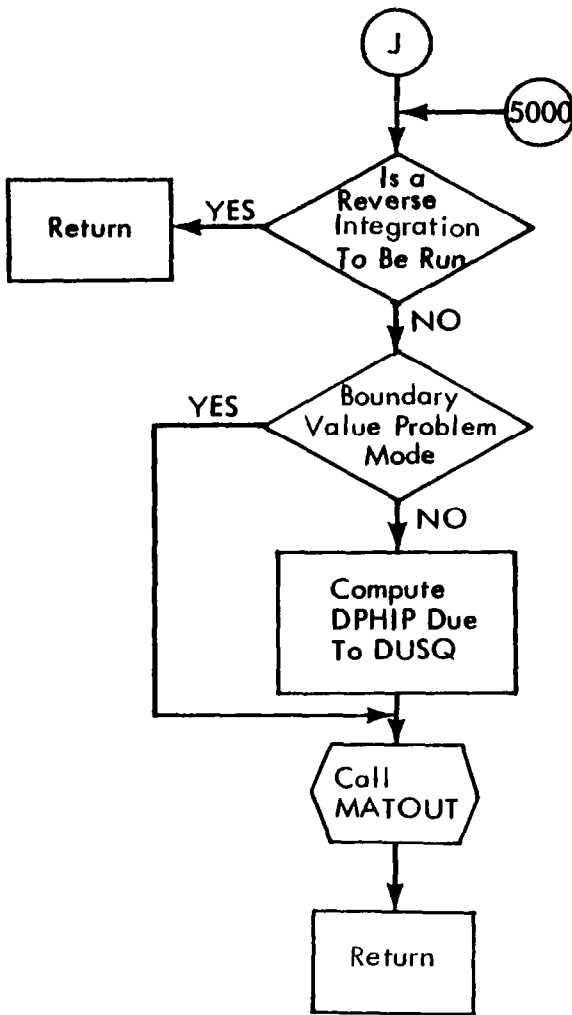 J
5000
Is a
Reverse
Integration
To Be Run
YES
Return
NO
Boundary
Value Problem
Mode
YES
NO
Compute
DPHIP Due
To DUSQ
Call
MATOUT
Return